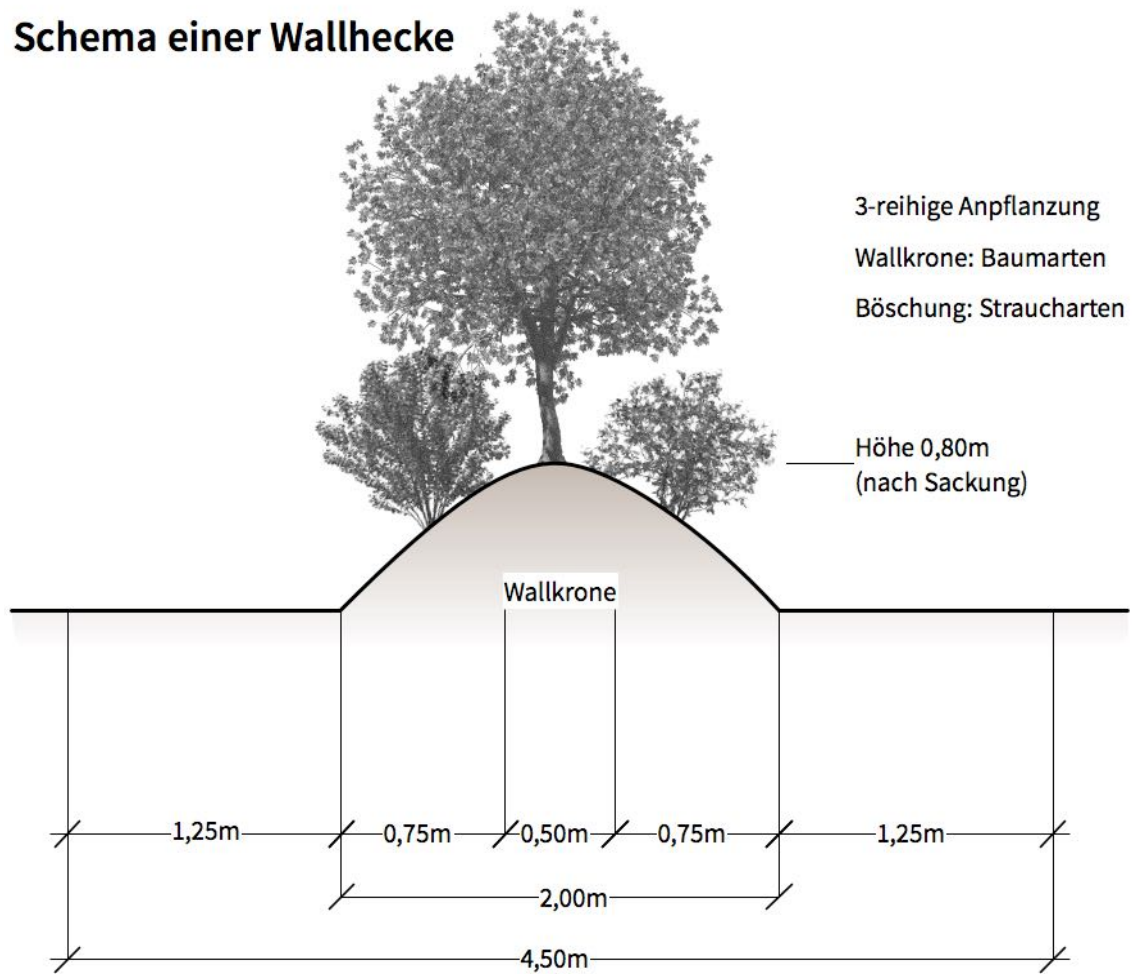 Schema einer Wallhecke
3-reihige Anpflanzung
Wallkrone: Baumarten
Böschung: Straucharten
Höhe 0,80m
(nach Sackung)
Wallkrone
1,25m
0,75m
0,50m
0,75m
1,25m
2,00m
4,50m